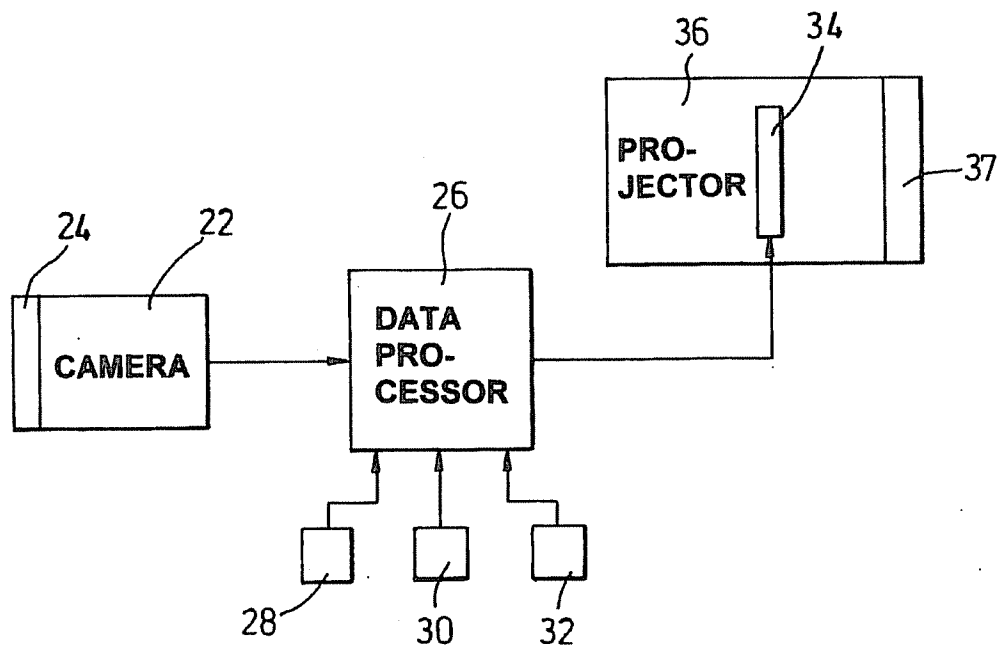 36
34
PRO-
JECTOR
37
26
24
22
DATA
PRO-
CESSOR
CAMERA
28
30
32